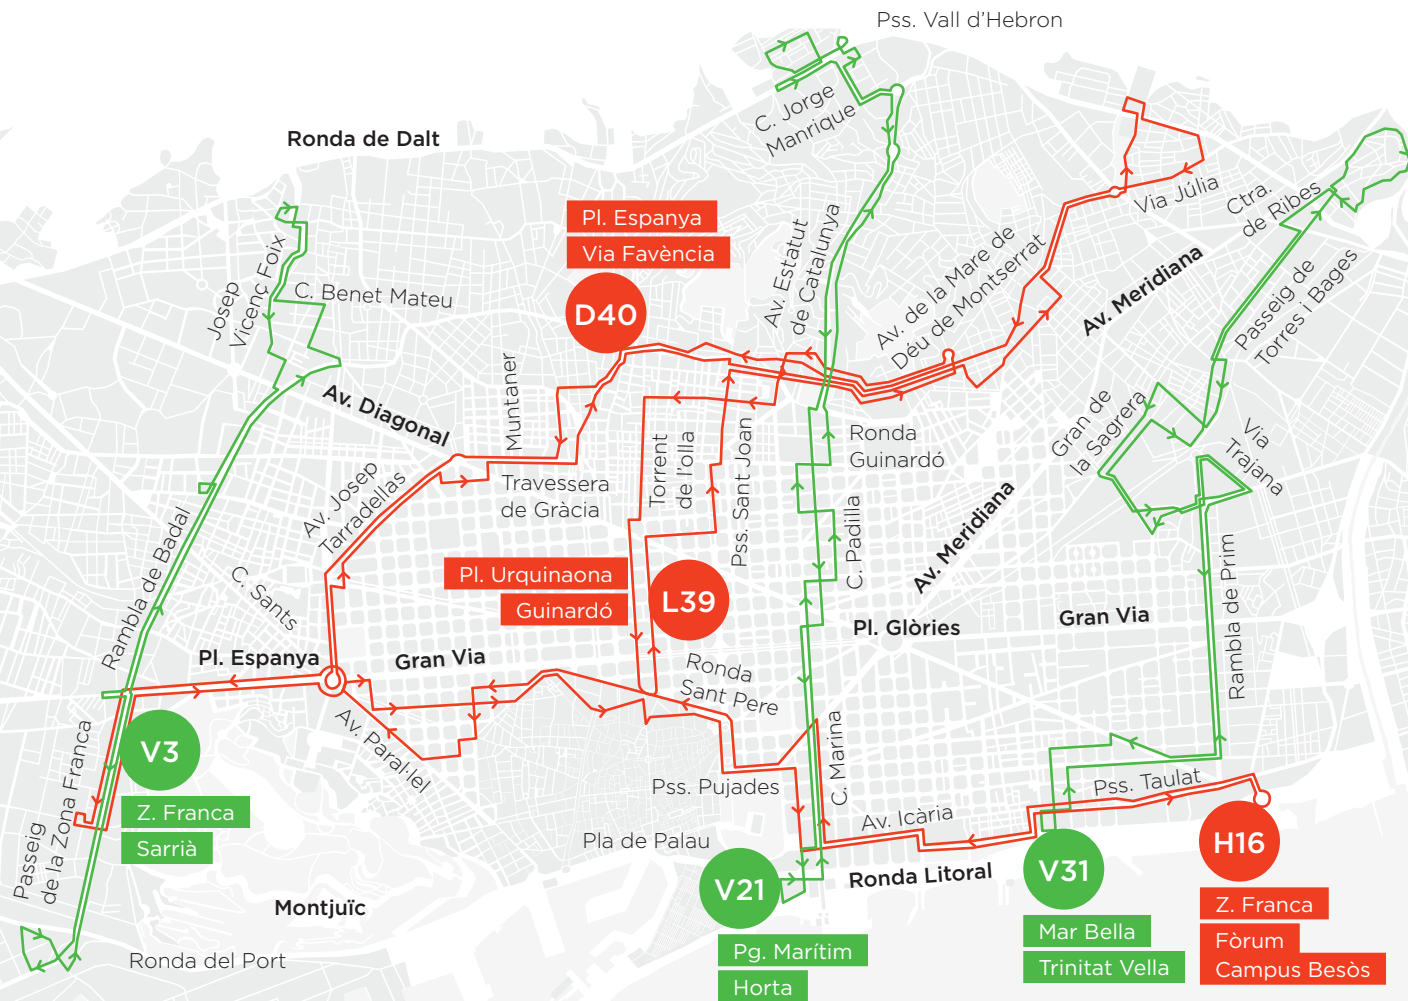 Pss. Vall d'Hebron
C. Jorge
Manrique
Ronda de Dalt
Via Júlia
Ctra.
de Ribes
Pl. Espanya
Via Favència
D40
Josep
Vicenç Foix
C. Benet Mateu
Av. Estatut
de Catalunya
Av. de la Mare de
Déu de Montserrat
Av. Meridiana
Passeig de
Torres i Bages
Av. Diagonal
Muntaner
Gran de
la Sagrera
Via
Trajana
Ronda
Guinardó
Torrent
de l'olla
Pss. Sant Joan
Av. Josep
Tarradellas
Travessera
de Gràcia
Rambla de Badal
C. Sants
Pl. Urquinaona
Guinardó
L39
C. Padilla
Av. Meridiana
Rambla de Prim
Pl. Glòries
Gran Via
Pl. Espanya
Gran Via
Ronda
Sant Pere
Av. Paral·lel
V3
Z. Franca
Sarrià
Passeig
de la Zona Franca
Pss. Pujades
C. Marina
Pss. Taulat
Av. Icària
Pla de Palau
Ronda Litoral
V21
Pg. Marítim
Horta
V31
Mar Bella
Trinitat Vella
H16
Z. Franca
Fòrum
Campus Besòs
Montjuïc
Ronda del Port